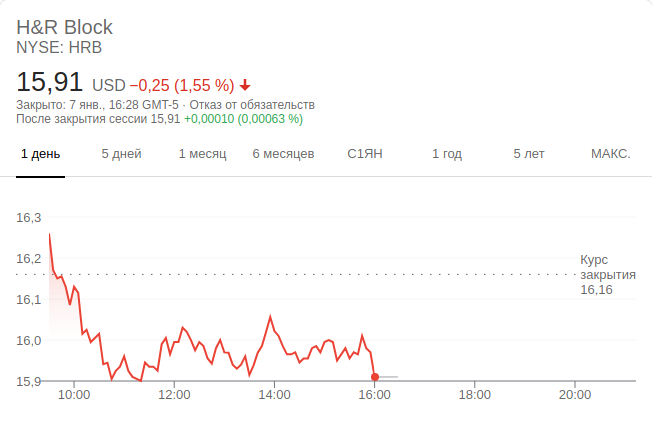 H&R Block
NYSE: HRB
15,91 USD −0,25 (1,55 %)
Закрыто: 7 янв., 16:28 GMT-5 · Отказ от обязательств
После закрытия сессии 15,91 +0,00010 (0,00063 %)
1 день 5 дней 1 месяц 6 месяцев С1ЯН 1 год 5 лет МАКС.
16,3
16,2
Курс
закрытия
16,16
16,1
16,0
15,9
10:00 12:00 14:00 16:00 18:00 20:00